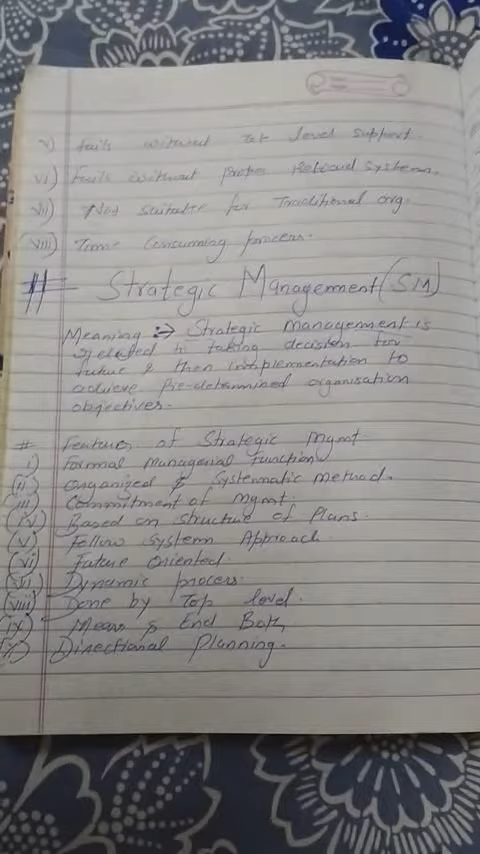 v) fails without Top level support.
vi) Fails without proper Reward system.
vii) Not suitable for Traditional org.
viii) Time Consuming process.
# Strategic Management (SM)
Meaning :→ Strategic management is
related to taking decision for
future & then implementation to
achieve Pre-determined organisation
objectives.
# Features of Strategic Mgmt
i) Formal Managerial Function
(ii) Organized & Systematic method.
(iii) Commitment of mgmt.
(iv) Based on Structure of Plans.
(v) Follow System Approach
(vi) Future Oriented.
(vii) Dynamic process.
(viii) Done by Top level.
(ix) Means & End Both
(x) Directional Planning.